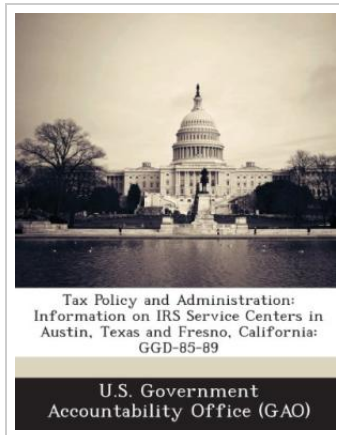 Tax Policy and Administration:
Information on IRS Service Centers in
Austin, Texas and Fresno, California:
GGD-85-89
U.S. Government
Accountability Office (GAO)